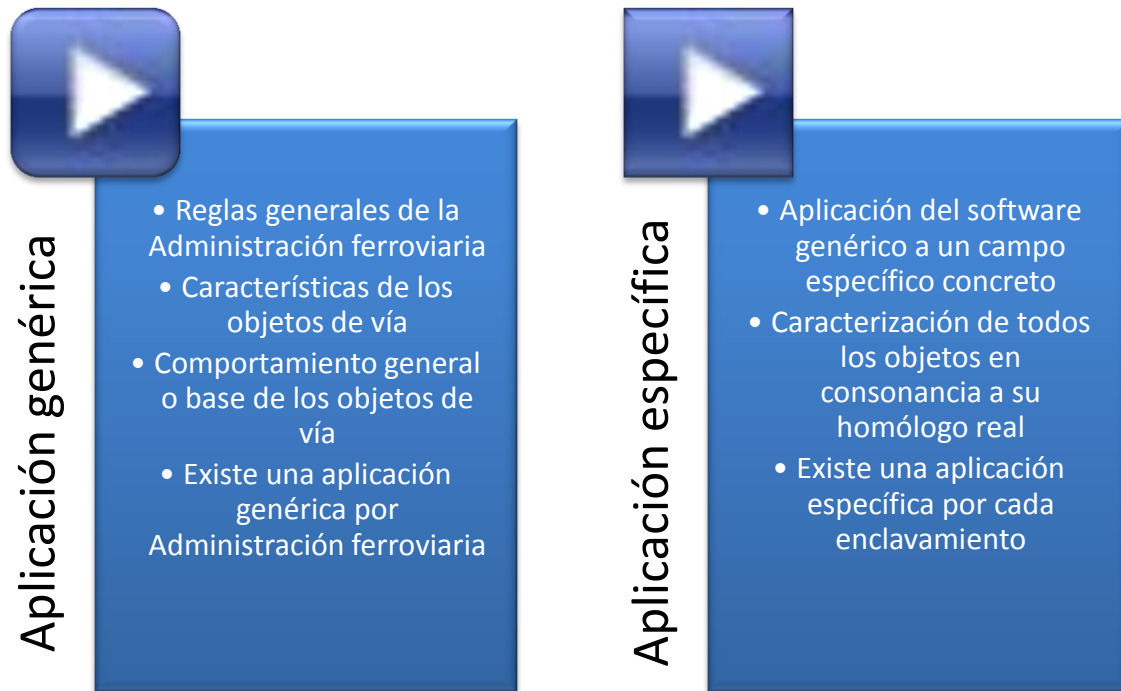 Aplicación genérica
• Reglas generales de la
Administración ferroviaria
• Características de los
objetos de vía
• Comportamiento general
o base de los objetos de
vía
• Existe una aplicación
genérica por
Administración ferroviaria
Aplicación específica
• Aplicación del software
genérico a un campo
específico concreto
• Caracterización de todos
los objetos en
consonancia a su
homólogo real
• Existe una aplicación
específica por cada
enclavamiento